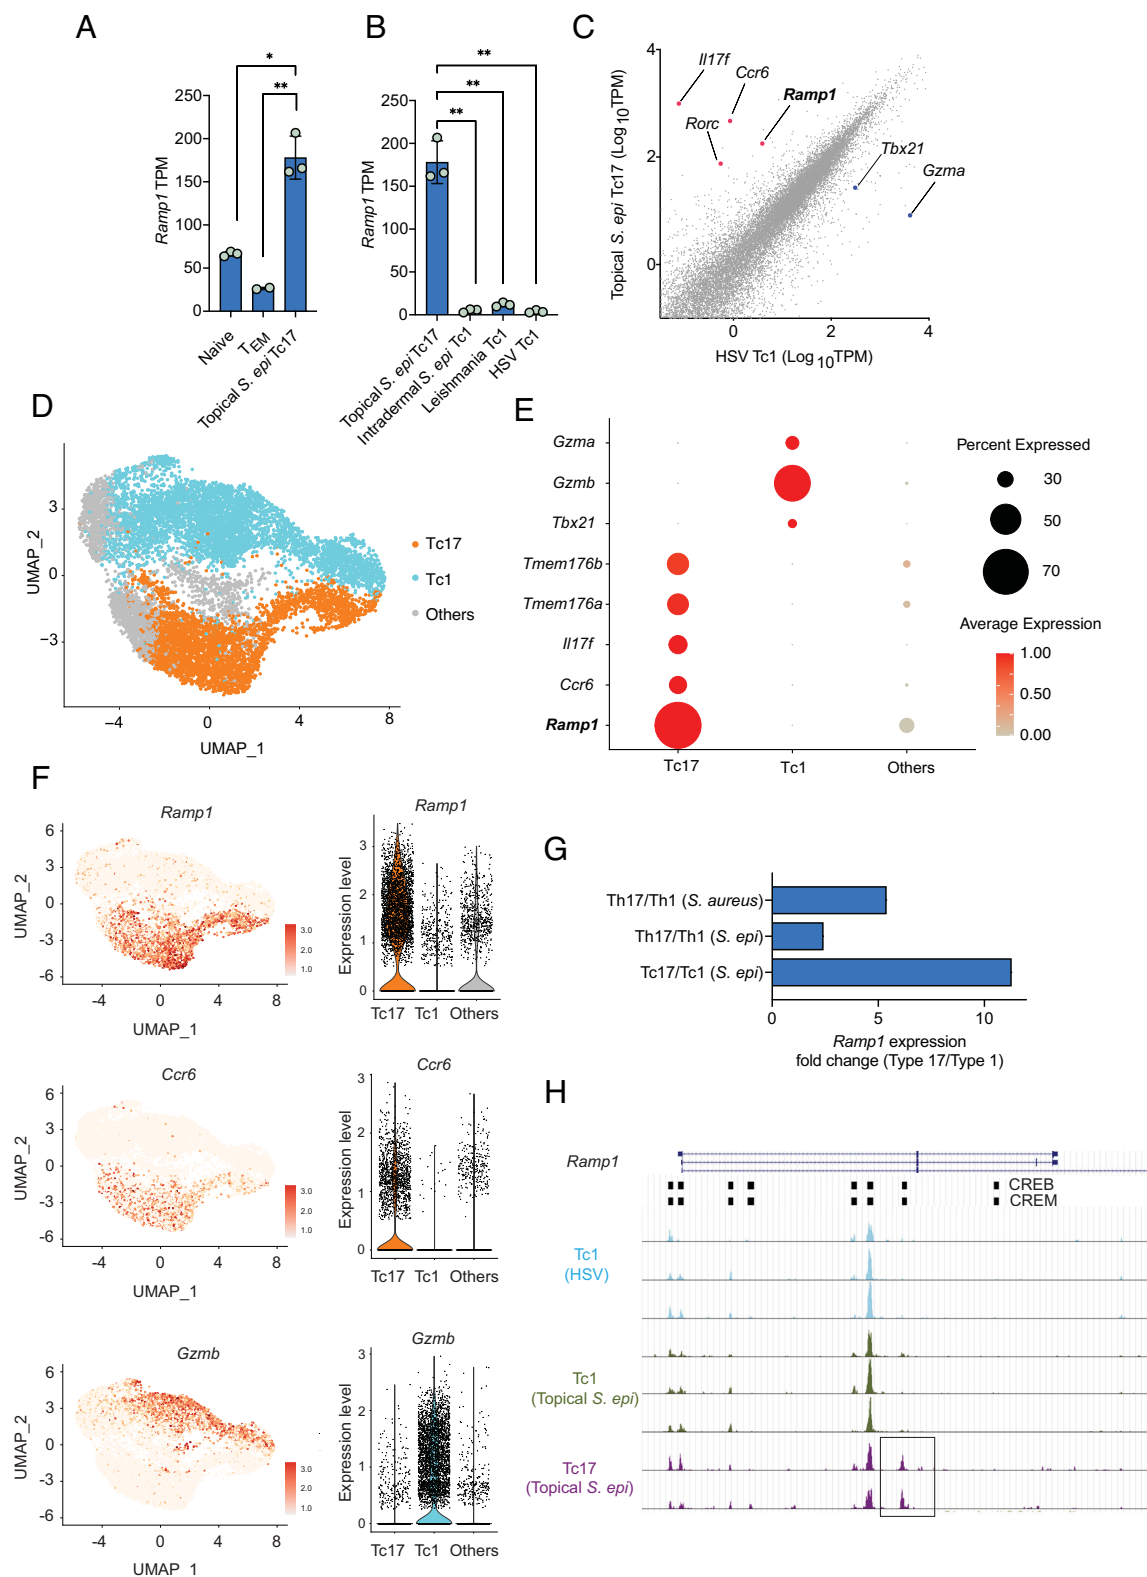 A
*
**
250
200
150
100
50
0
Ramp1 TPM
Naive
TEM
Topical S. epi Tc17
B
**
**
**
250
200
150
100
50
0
Ramp1 TPM
Topical S. epi Tc17
Intradermal S. epi Tc1
Leishmania Tc1
HSV Tc1
C
4
2
0
Topical S. epi Tc17 (Log10TPM)
Il17f
Ccr6
Ramp1
Rorc
Tbx21
Gzma
0 2 4
HSV Tc1 (Log10TPM)
D
3
0
−3
UMAP_2
−4 0 4 8
UMAP_1
Tc17
Tc1
Others
E
Gzma
Gzmb
Tbx21
Tmem176b
Tmem176a
Il17f
Ccr6
Ramp1
Tc17 Tc1 Others
Percent Expressed
30
50
70
Average Expression
1.00
0.50
0.00
F
Ramp1
6
3
0
-3
-6
UMAP_2
-4 0 4 8
UMAP_1
3.0
2.0
1.0
Ramp1
3
2
1
0
Expression level
Tc17 Tc1 Others
Ccr6
6
3
0
-3
-6
UMAP_2
-4 0 4 8
UMAP_1
3.0
2.0
1.0
Ccr6
3
2
1
0
Expression level
Tc17 Tc1 Others
Gzmb
6
3
0
-3
-6
UMAP_2
-4 0 4 8
UMAP_1
3.0
2.0
1.0
Gzmb
3
2
1
0
Expression level
Tc17 Tc1 Others
G
Th17/Th1 (S. aureus)
Th17/Th1 (S. epi)
Tc17/Tc1 (S. epi)
0 5 10
Ramp1 expression
fold change (Type 17/Type 1)
H
Ramp1
CREB
CREM
Tc1
(HSV)
Tc1
(Topical S. epi)
Tc17
(Topical S. epi)